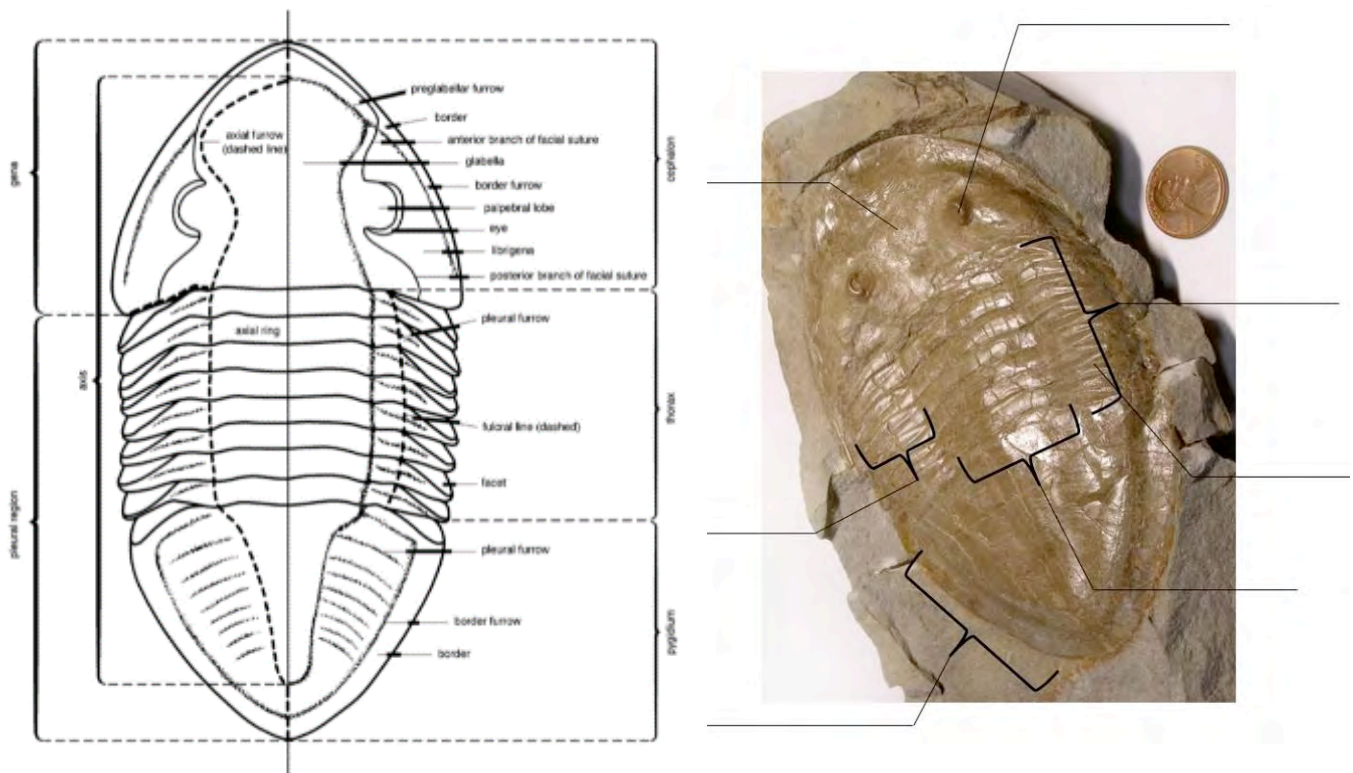 preglabellar furrow
border
axial furrow
(dashed line)
anterior branch of facial suture
glabella
gena
cephalon
border furrow
palpebral lobe
eye
librigena
posterior branch of facial suture
pleural furrow
axial ring
axis
thorax
fulcral line (dashed)
facet
pleural region
pleural furrow
border furrow
pygidium
border